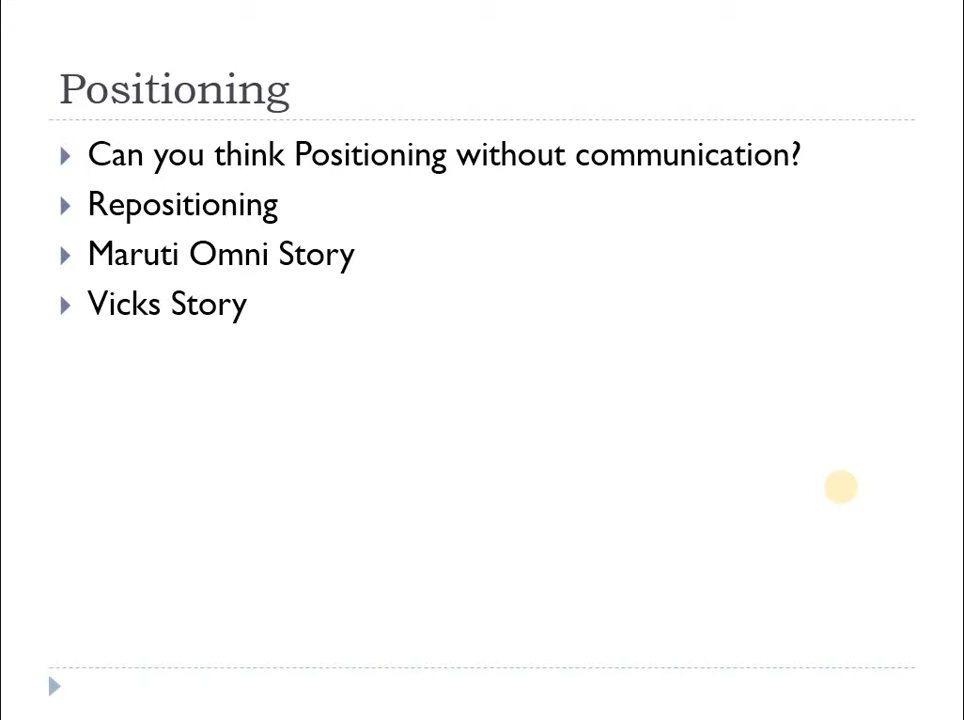 Positioning
Can you think Positioning without communication?
Repositioning
Maruti Omni Story
Vicks Story